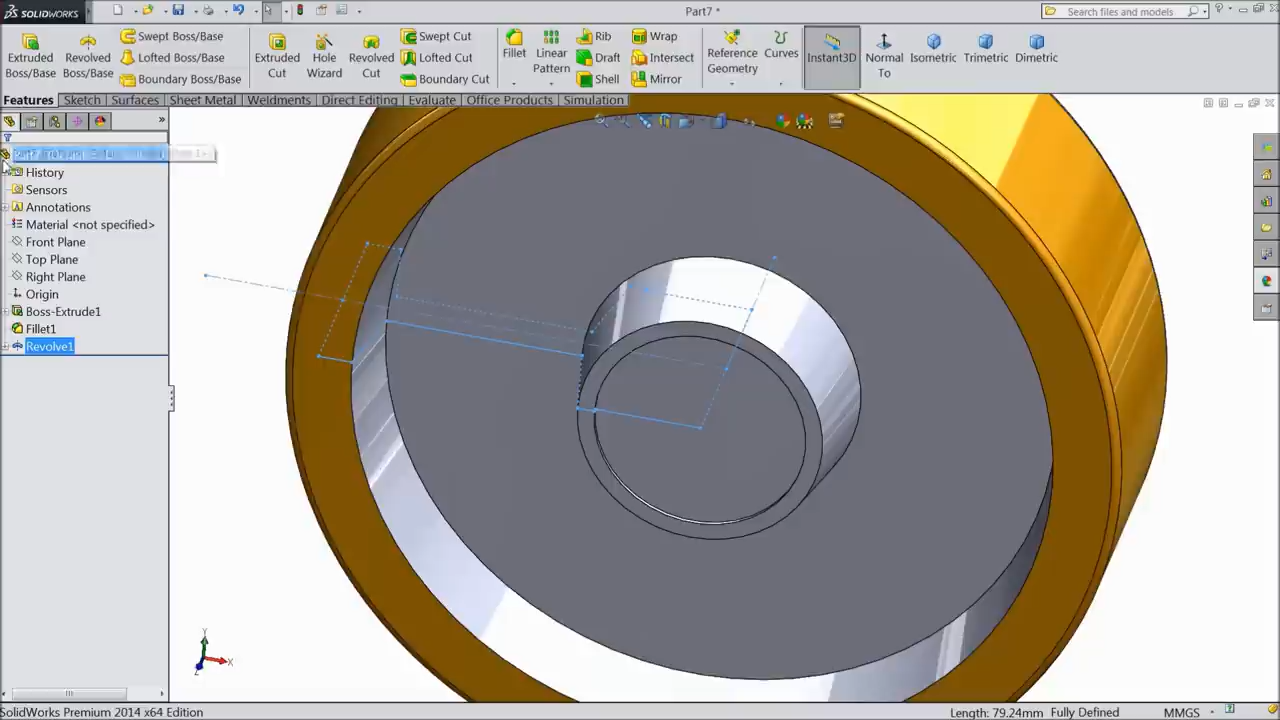 SOLIDWORKS
Part7 *
Search files and models
Extruded Boss/Base
Revolved Boss/Base
Swept Boss/Base
Lofted Boss/Base
Boundary Boss/Base
Extruded Cut
Hole Wizard
Revolved Cut
Swept Cut
Lofted Cut
Boundary Cut
Fillet
Linear Pattern
Rib
Draft
Shell
Wrap
Intersect
Mirror
Reference Geometry
Curves
Instant3D
Normal To
Isometric
Trimetric
Dimetric
Features
Sketch
Surfaces
Sheet Metal
Weldments
Direct Editing
Evaluate
Office Products
Simulation
»
History
Sensors
Annotations
Material <not specified>
Front Plane
Top Plane
Right Plane
Origin
Boss-Extrude1
Fillet1
Revolve1
Y
X
Z
SolidWorks Premium 2014 x64 Edition
Length: 79.24mm
Fully Defined
MMGS